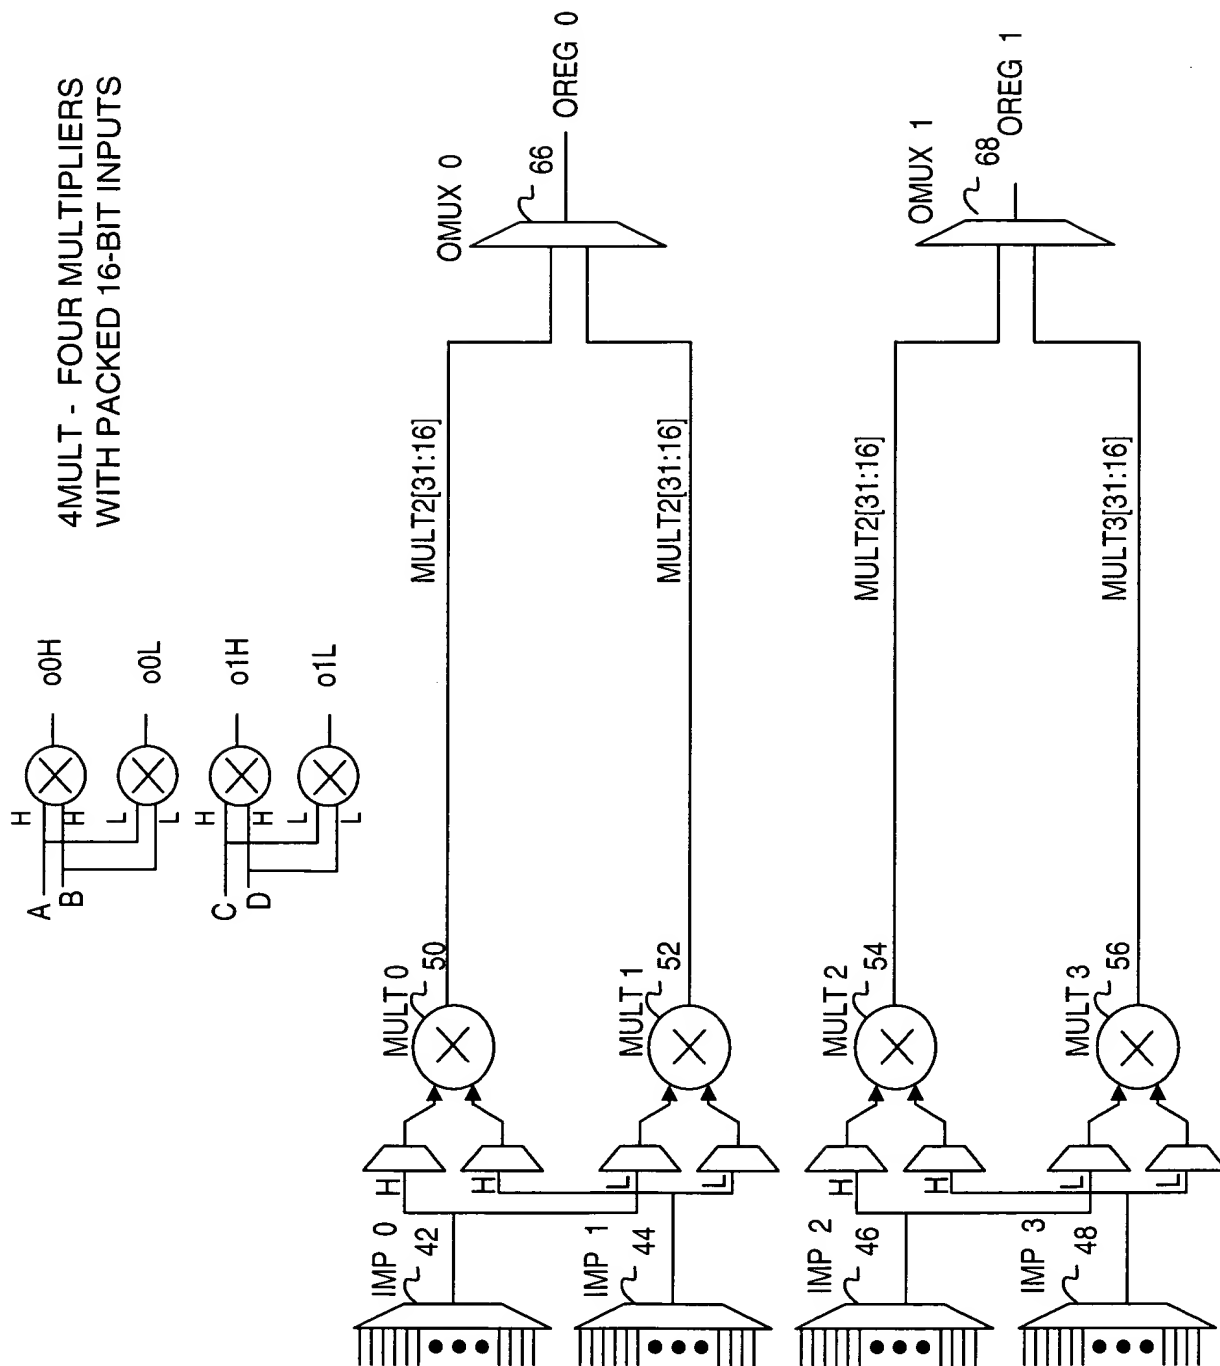 4MULT - FOUR MULTIPLIERS
WITH PACKED 16-BIT INPUTS
A
B
H
H
L
L
o0H
o0L
C
D
H
H
L
L
o1H
o1L
IMP 0
42
H
H
MULT 0
50
MULT2[31:16]
OMUX 0
66
OREG 0
IMP 1
44
L
L
MULT 1
52
MULT2[31:16]
IMP 2
46
H
H
MULT 2
54
MULT2[31:16]
OMUX 1
68
OREG 1
IMP 3
48
L
L
MULT 3
56
MULT3[31:16]